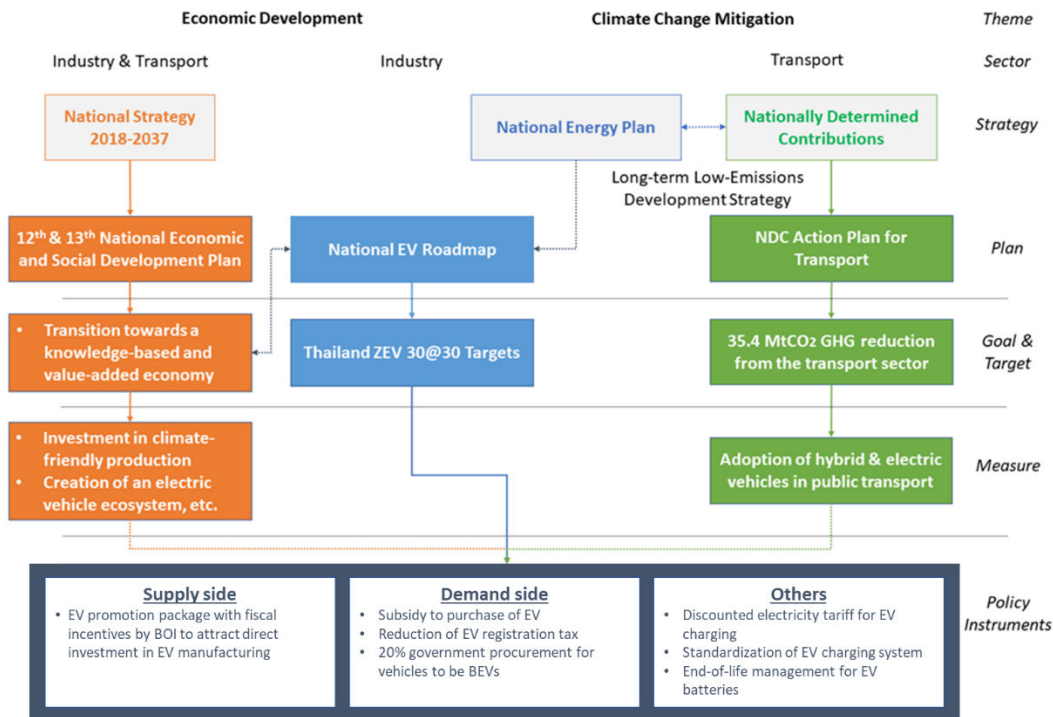 Economic Development
Climate Change Mitigation
Theme
Industry & Transport
Industry
Transport
Sector
National Strategy
2018-2037
National Energy Plan
Nationally Determined
Contributions
Strategy
Long-term Low-Emissions
Development Strategy
12th & 13th National Economic
and Social Development Plan
National EV Roadmap
NDC Action Plan for
Transport
Plan
• Transition towards a
knowledge-based and
value-added economy
Thailand ZEV 30@30 Targets
35.4 MtCO2 GHG reduction
from the transport sector
Goal &
Target
• Investment in climate-
friendly production
• Creation of an electric
vehicle ecosystem, etc.
Adoption of hybrid & electric
vehicles in public transport
Measure
Supply side
• EV promotion package with fiscal
incentives by BOI to attract direct
investment in EV manufacturing
Demand side
• Subsidy to purchase of EV
• Reduction of EV registration tax
• 20% government procurement for
vehicles to be BEVs
Others
• Discounted electricity tariff for EV
charging
• Standardization of EV charging system
• End-of-life management for EV
batteries
Policy
Instruments